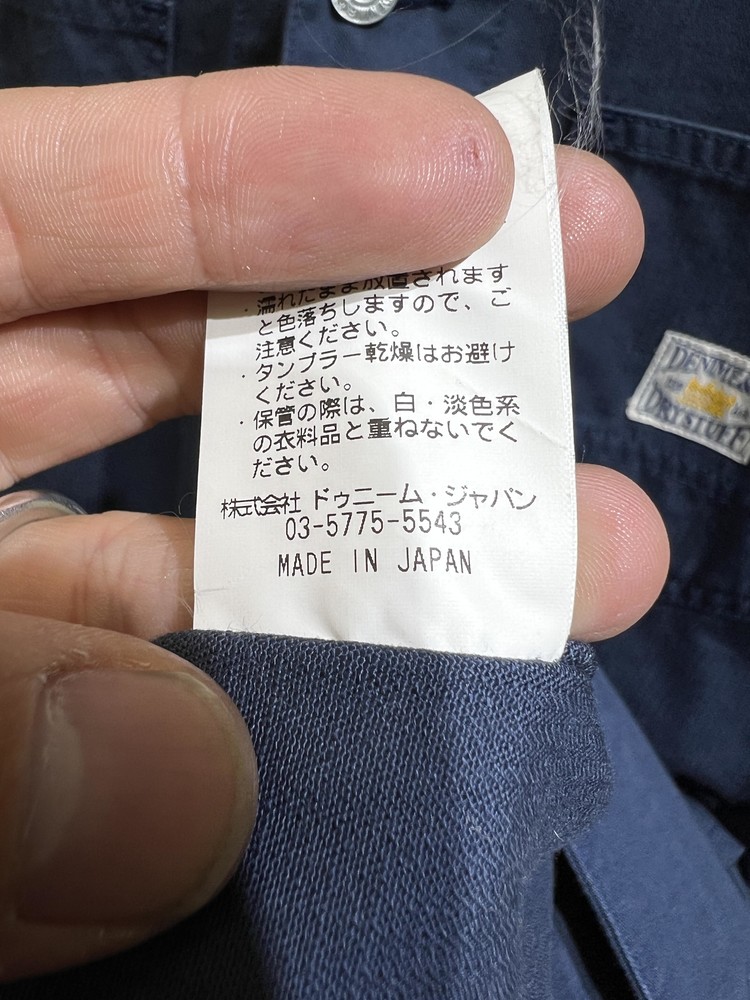 ・濡れたまま放置されます
と色落ちしますので、ご
注意ください。
・タンブラー乾燥はお避け
ください。
・保管の際は、白・淡色系
の衣料品と重ねないでく
ださい。
株式会社 ドゥニーム・ジャパン
03-5775-5543
MADE IN JAPAN
DRYSTUFF